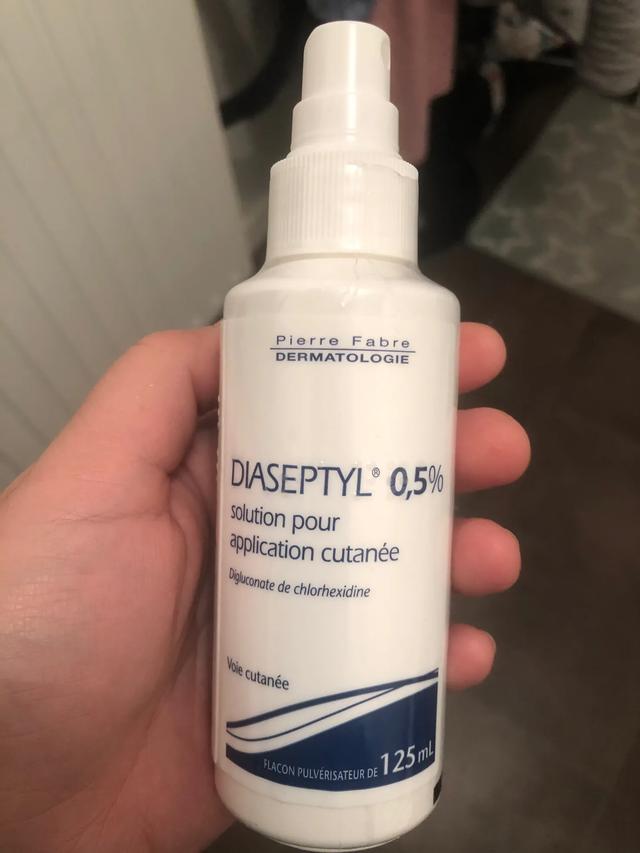 Pierre Fabre
DERMATOLOGIE
DIASEPTYL® 0,5%
solution pour
application cutanée
Digluconate de chlorhexidine
Voie cutanée
FLACON PULVÉRISATEUR DE 125 mL